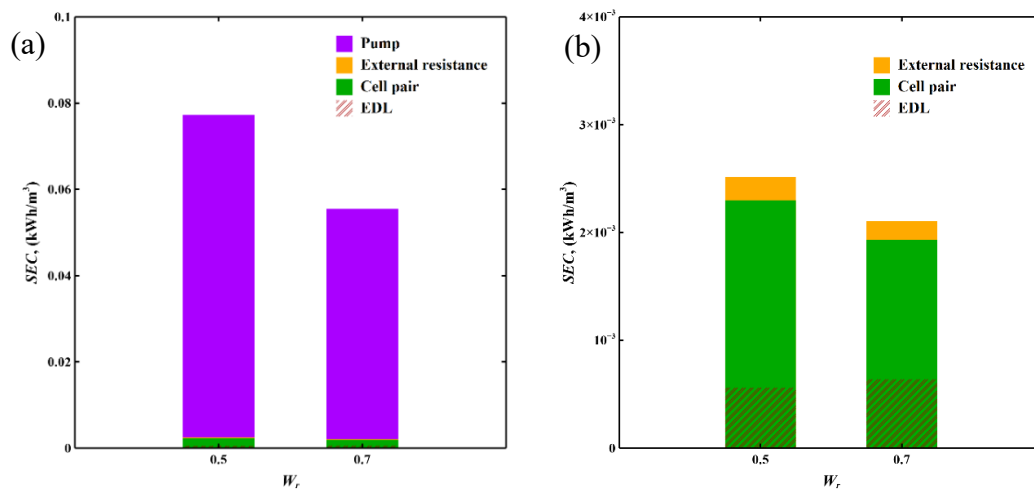 (a)
0.1
0.08
0.06
0.04
0.02
0
SEC, (kWh/m³)
Pump
External resistance
Cell pair
EDL
0.5
0.7
W_r
(b)
4×10⁻³
3×10⁻³
2×10⁻³
10⁻³
0
SEC, (kWh/m³)
External resistance
Cell pair
EDL
0.5
0.7
W_r